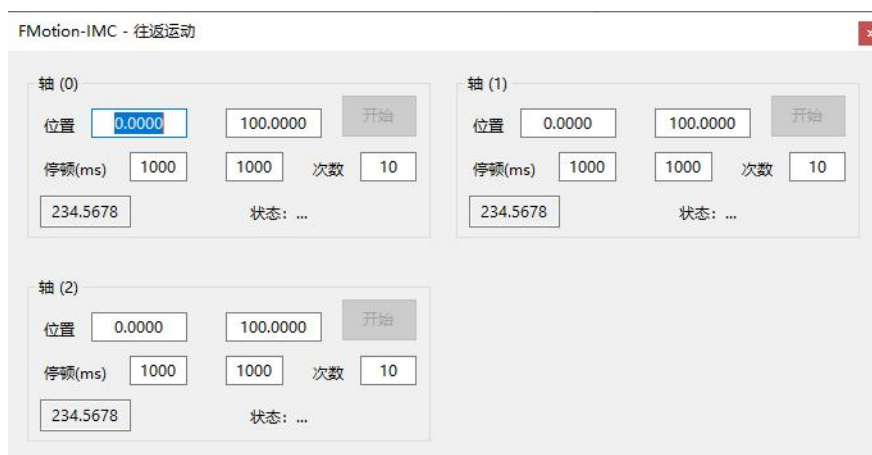 FMotion-IMC - 往返运动
×
轴 (0)
位置 0.0000 100.0000 开始
停顿(ms) 1000 1000 次数 10
234.5678 状态: ...
轴 (1)
位置 0.0000 100.0000 开始
停顿(ms) 1000 1000 次数 10
234.5678 状态: ...
轴 (2)
位置 0.0000 100.0000 开始
停顿(ms) 1000 1000 次数 10
234.5678 状态: ...